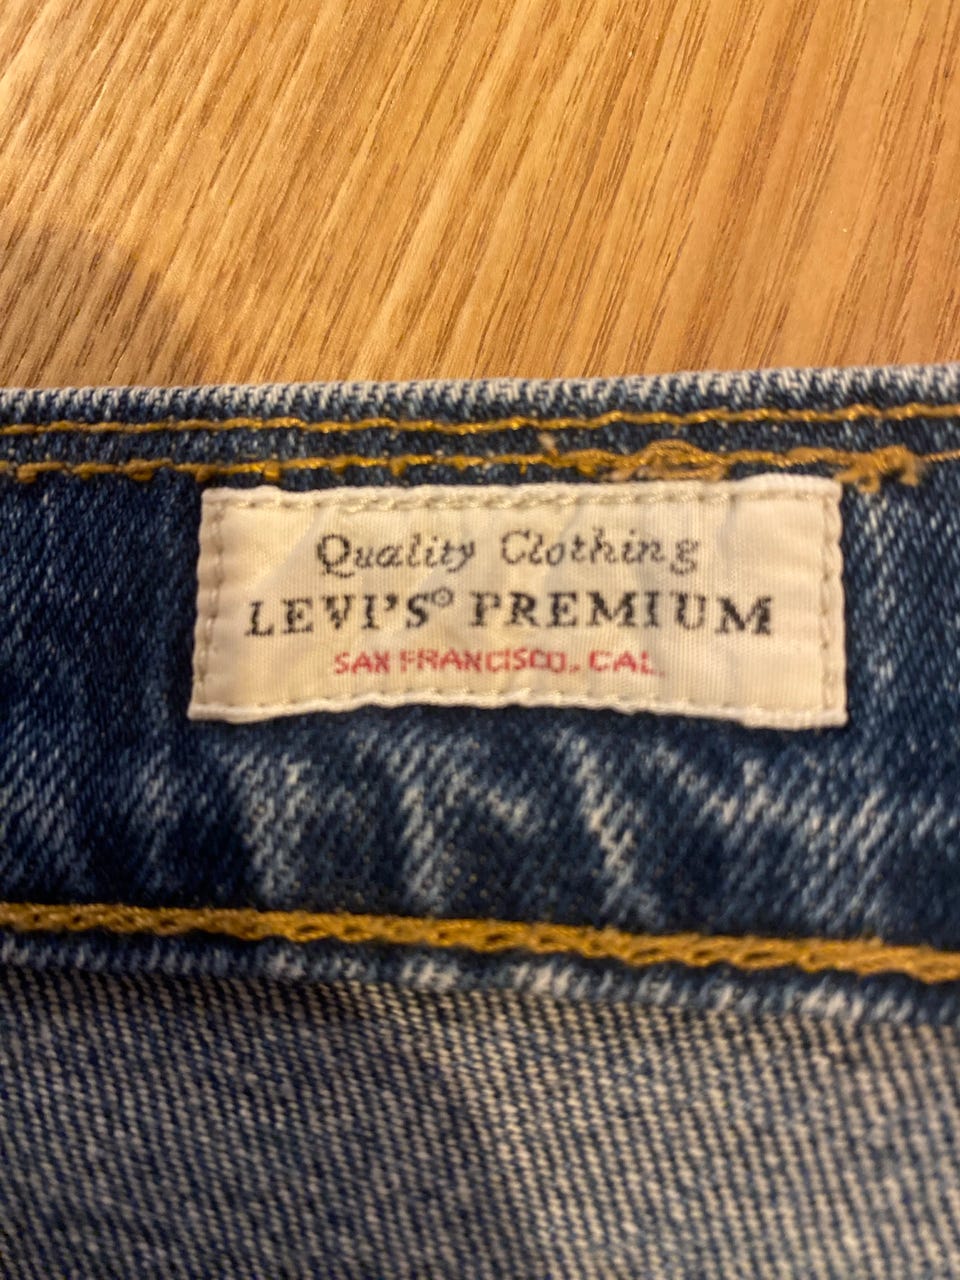 Quality Clothing
LEVI'S® PREMIUM
SAN FRANCISCO, CAL.